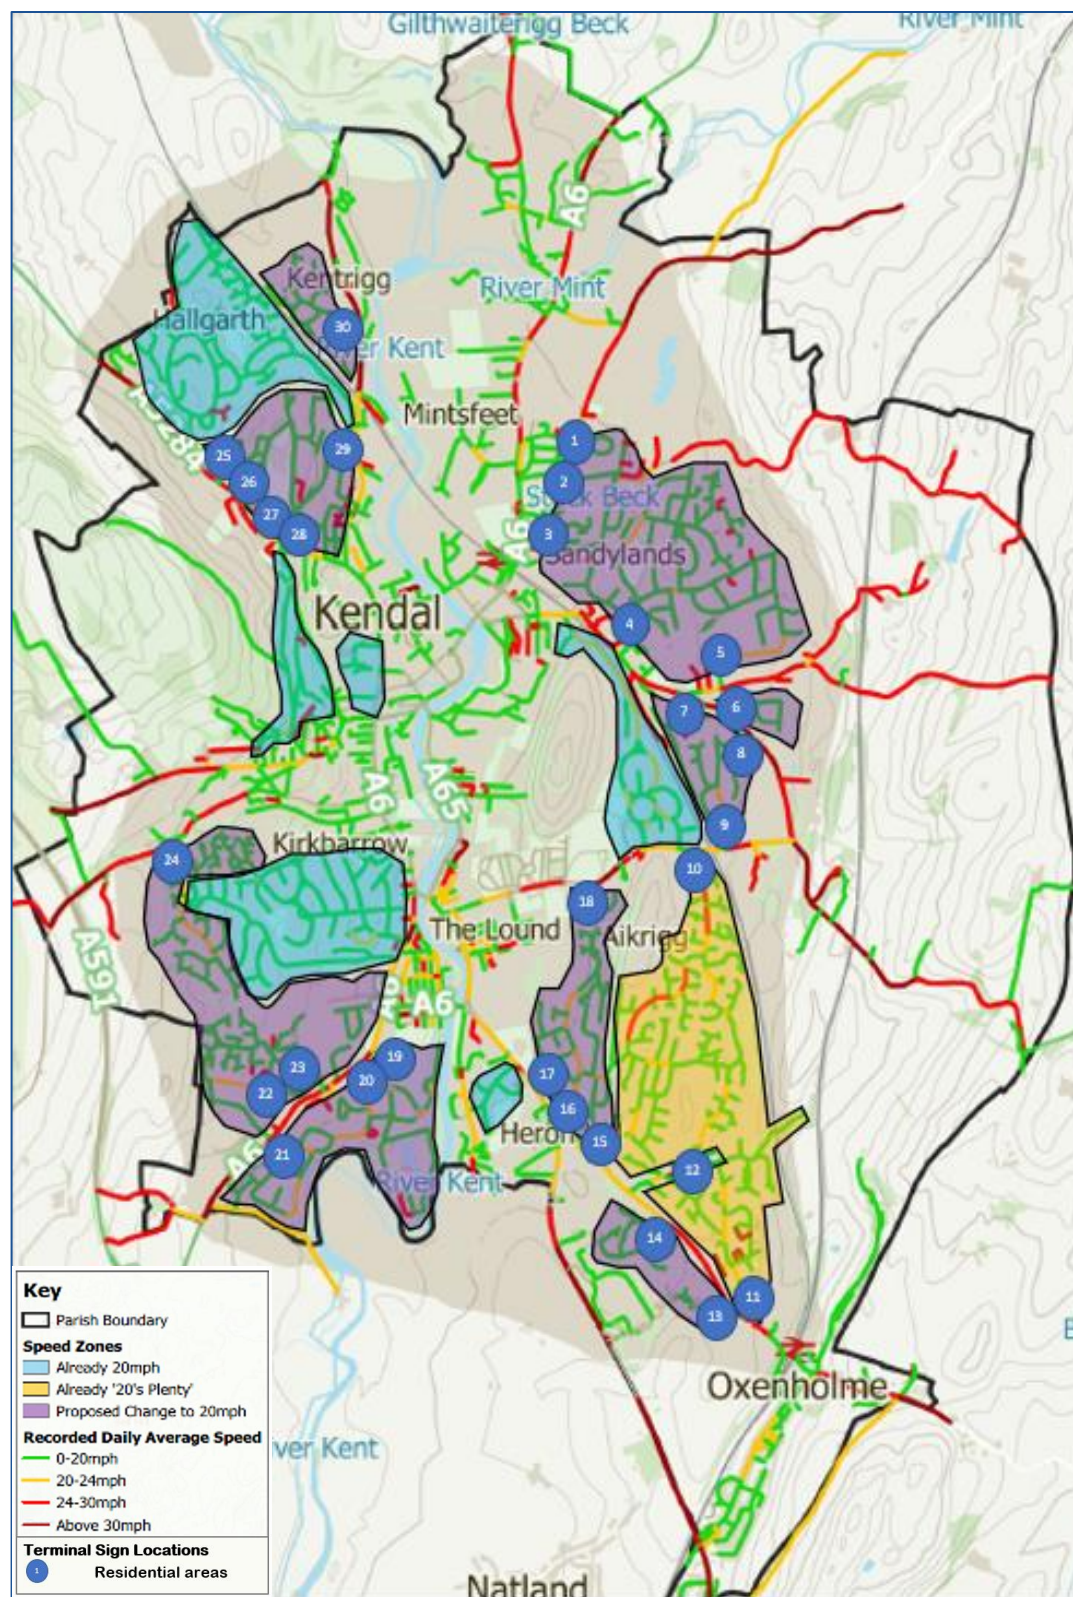 Gilthwaiterigg Beck
River Mint
A6
Kentrigg
River Mint
Hallgarth
30
River Kent
A5284
Mintsfeet
1
29
25
2
26
Stock Beck
27
3
28
A6
Sandylands
Kendal
4
5
7
6
8
A6
A65
9
Kirkbarrow
24
10
18
The Lound
Aikrigg
A591
A6
A6
19
23
20
17
22
16
Heron
15
A6
21
12
River Kent
14
11
13
Oxenholme
Key
Parish Boundary
Speed Zones
Already 20mph
Already '20's Plenty'
Proposed Change to 20mph
Recorded Daily Average Speed
0-20mph
20-24mph
24-30mph
Above 30mph
Terminal Sign Locations
1 Residential areas
ver Kent
Natland